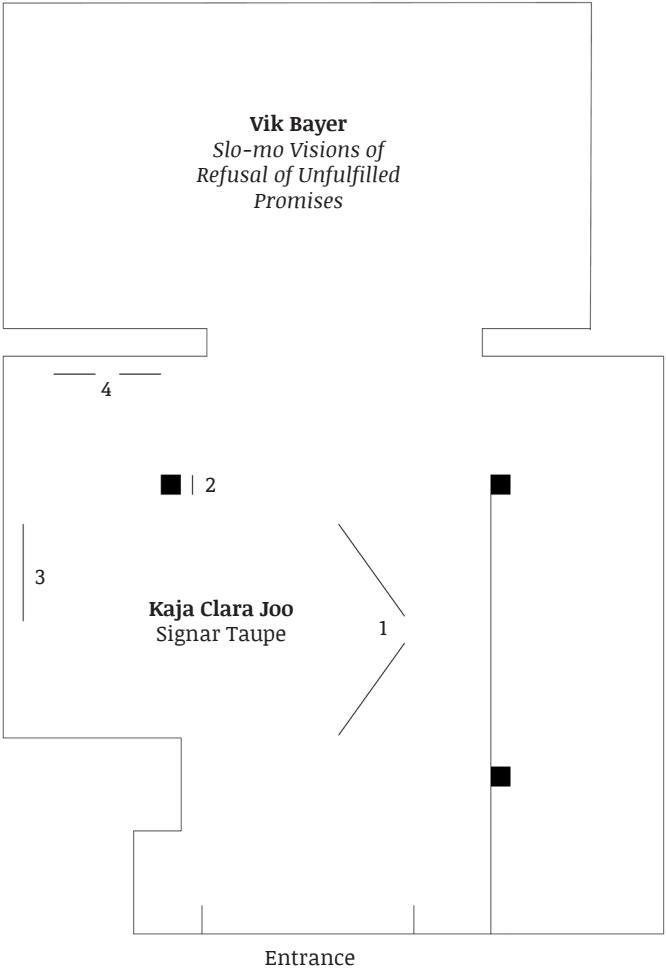 Vik Bayer
Slo-mo Visions of
Refusal of Unfulfilled
Promises
4
2
3
Kaja Clara Joo
Signar Taupe
1
Entrance